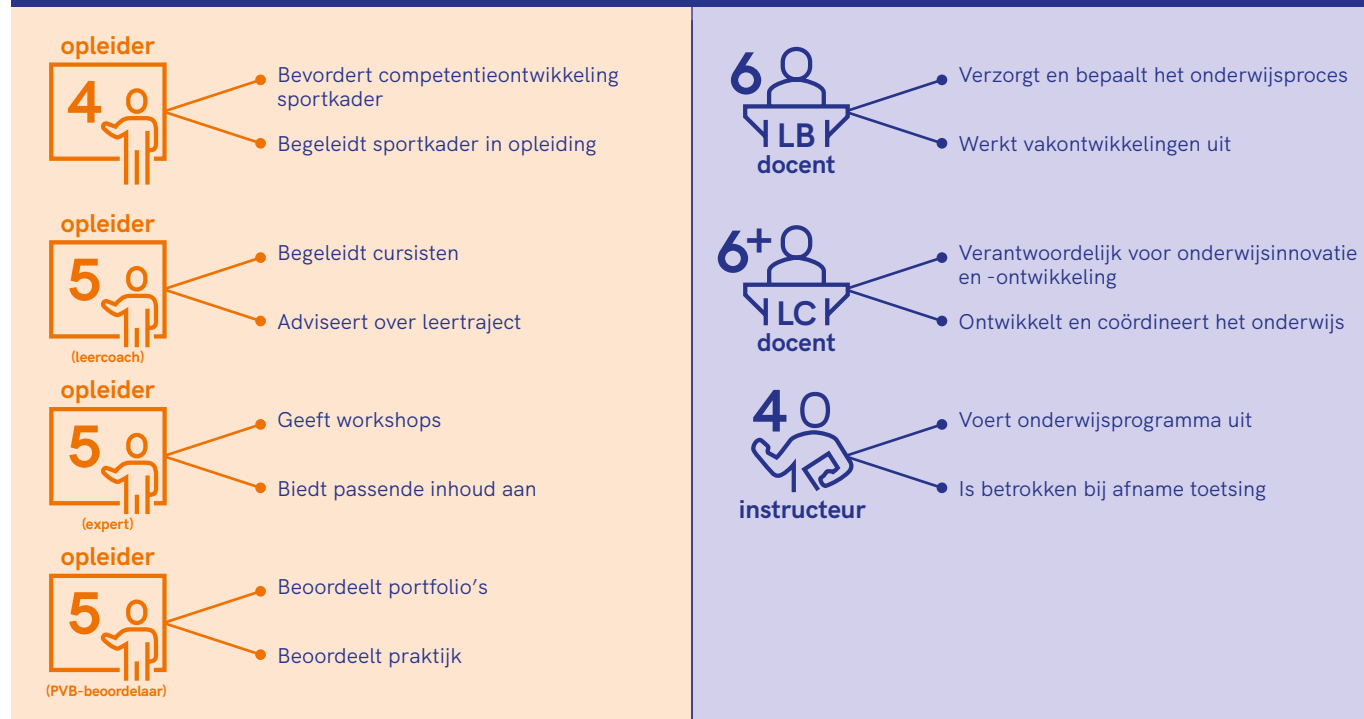 opleider
4
Bevordert competentieontwikkeling
sportkader
Begeleidt sportkader in opleiding
opleider
5
(leercoach)
Begeleidt cursisten
Adviseert over leertraject
opleider
5
(expert)
Geeft workshops
Biedt passende inhoud aan
opleider
5
(PVB-beoordelaar)
Beoordeelt portfolio’s
Beoordeelt praktijk
6
LB
docent
Verzorgt en bepaalt het onderwijsproces
Werkt vakontwikkelingen uit
6+
LC
docent
Verantwoordelijk voor onderwijsinnovatie
en -ontwikkeling
Ontwikkelt en coördineert het onderwijs
4
instructeur
Voert onderwijsprogramma uit
Is betrokken bij afname toetsing